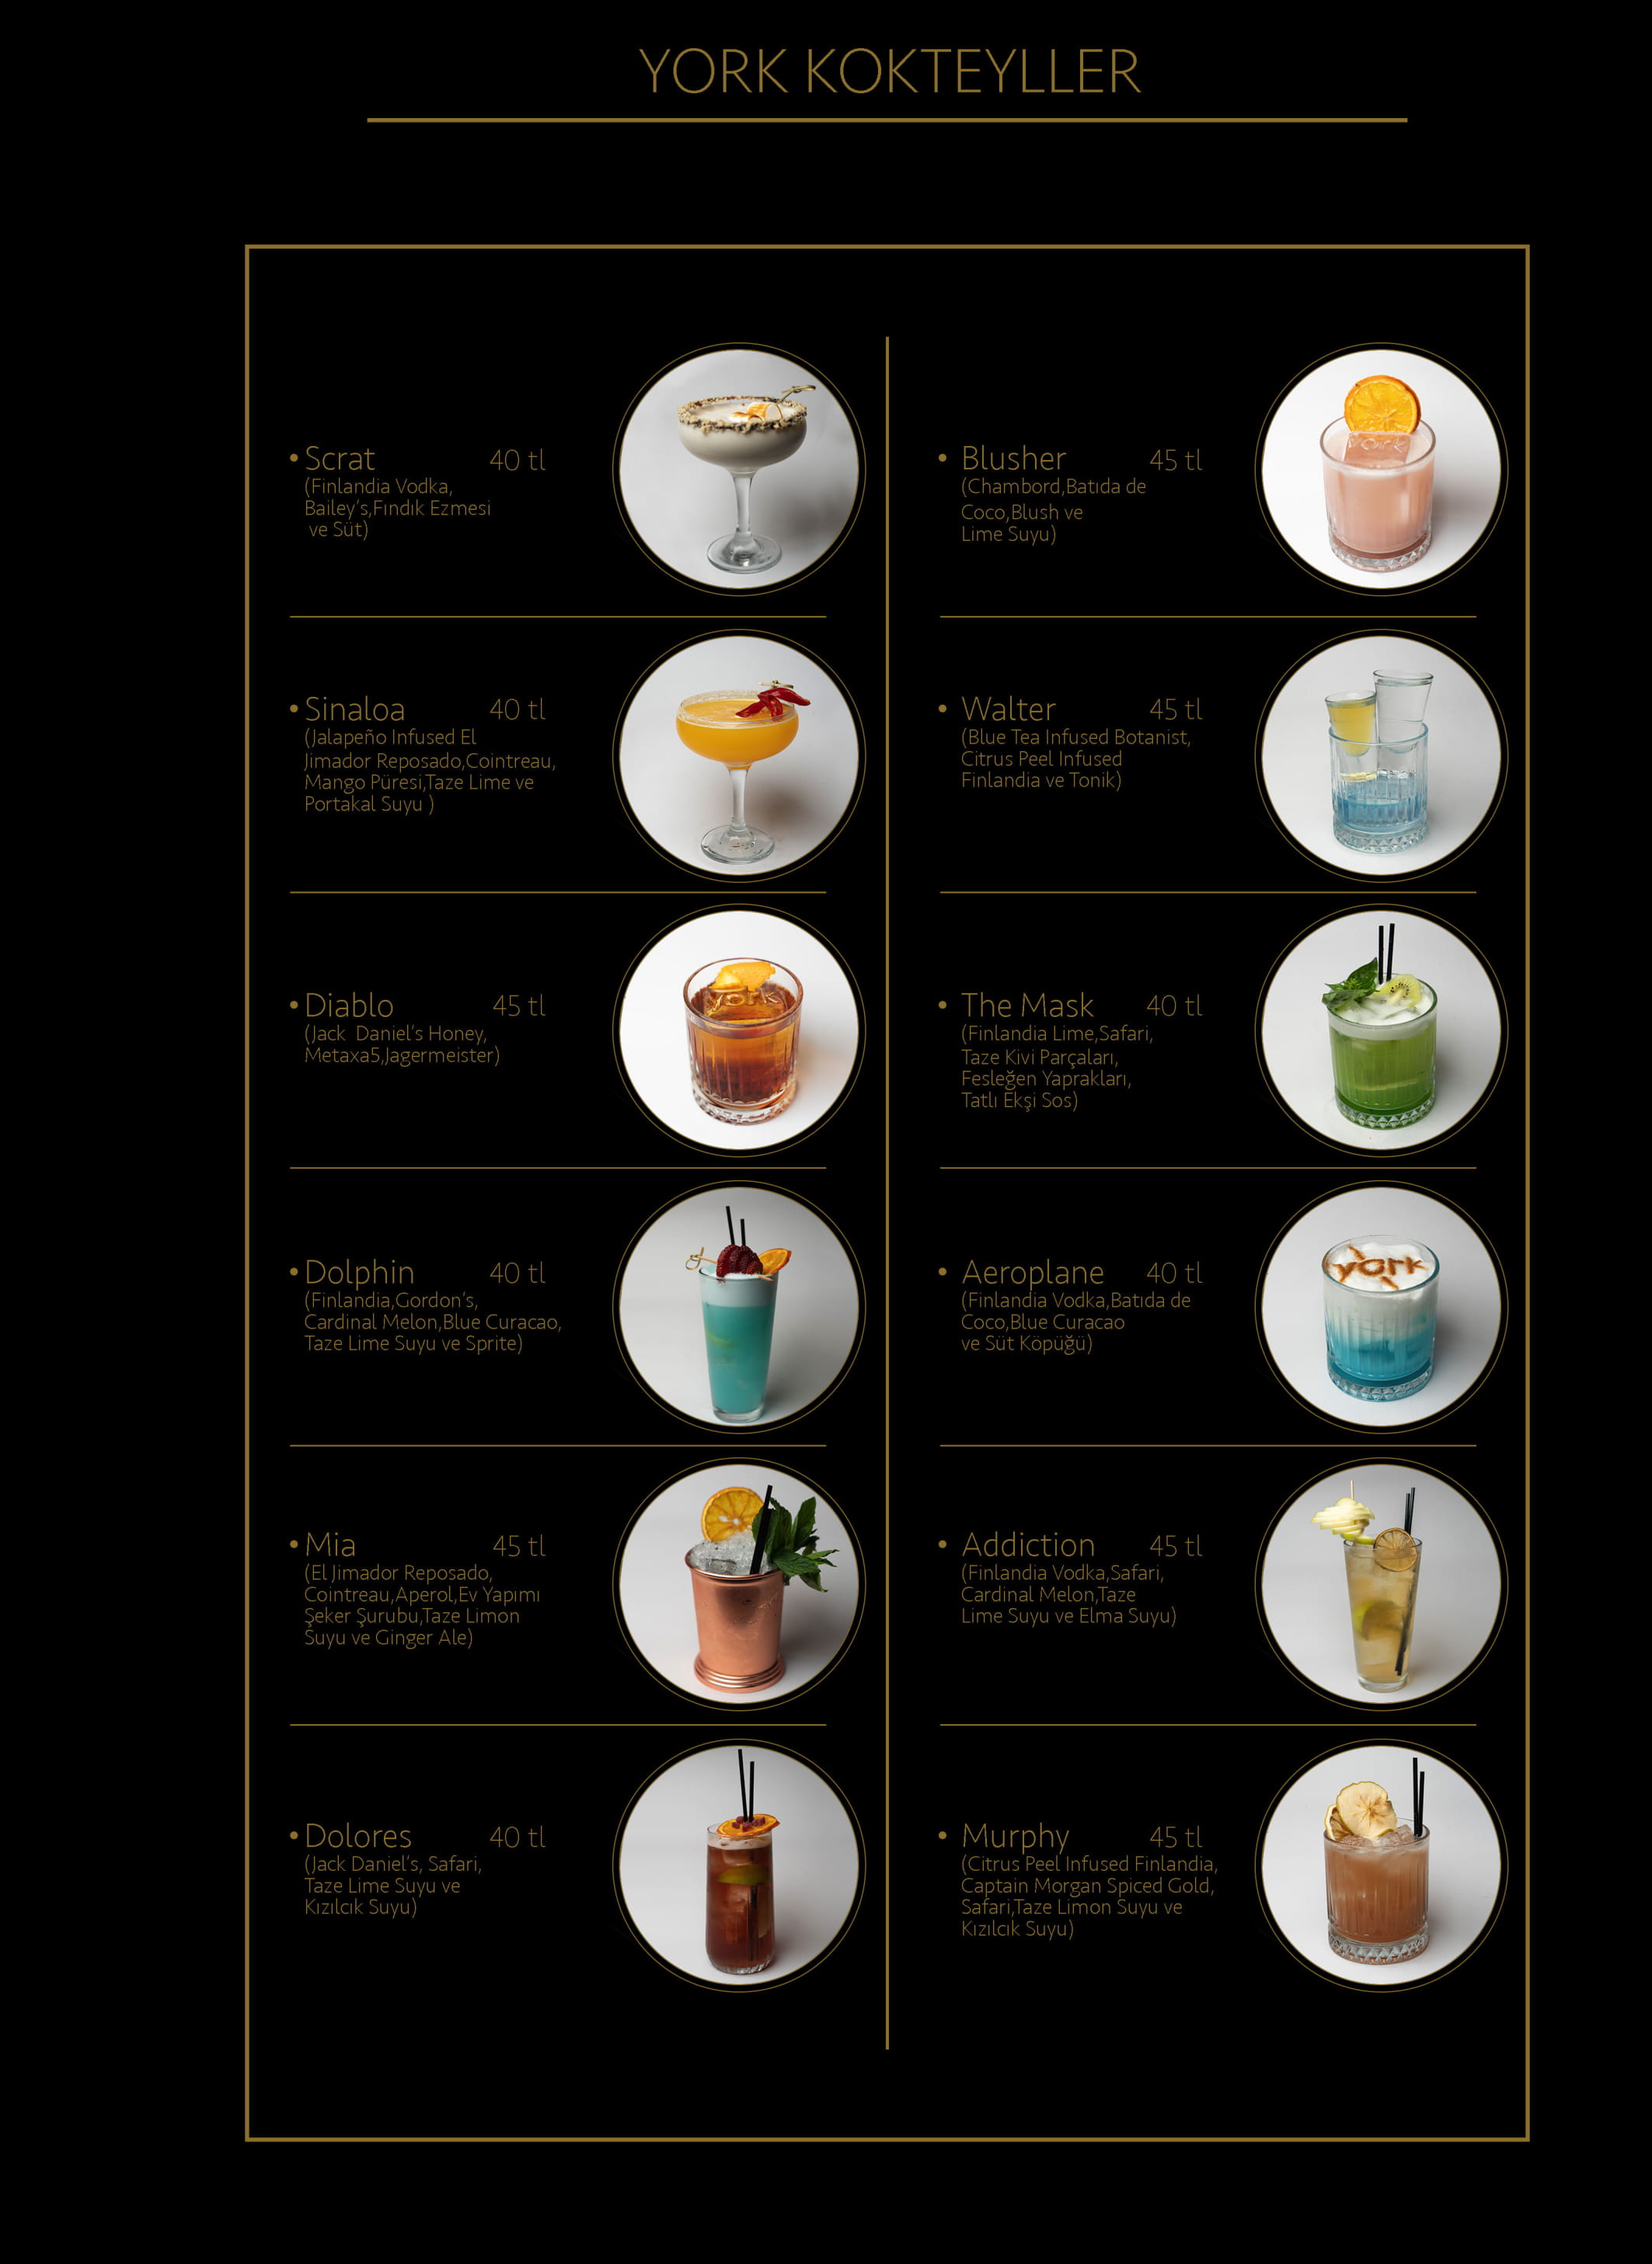 YORK KOKTEYLLER
• Scrat 40 tl
(Finlandia Vodka,
Bailey's,Fındık Ezmesi
ve Süt)
• Sinaloa 40 tl
(Jalapeño Infused El
Jimador Reposado,Cointreau,
Mango Püresi,Taze Lime ve
Portakal Suyu )
• Diablo 45 tl
(Jack Daniel's Honey,
Metaxa5,Jagermeister)
york
• Dolphin 40 tl
(Finlandia,Gordon's,
Cardinal Melon,Blue Curacao,
Taze Lime Suyu ve Sprite)
• Mia 45 tl
(El Jimador Reposado,
Cointreau,Aperol,Ev Yapımı
Şeker Şurubu,Taze Limon
Suyu ve Ginger Ale)
• Dolores 40 tl
(Jack Daniel's, Safari,
Taze Lime Suyu ve
Kızılcık Suyu)
• Blusher 45 tl
(Chambord,Batıda de
Coco,Blush ve
Lime Suyu)
york
• Walter 45 tl
(Blue Tea Infused Botanist,
Citrus Peel Infused
Finlandia ve Tonik)
• The Mask 40 tl
(Finlandia Lime,Safari,
Taze Kivi Parçaları,
Fesleğen Yaprakları,
Tatlı Ekşi Sos)
• Aeroplane 40 tl
(Finlandia Vodka,Batıda de
Coco,Blue Curacao
ve Süt Köpüğü)
york
• Addiction 45 tl
(Finlandia Vodka,Safari,
Cardinal Melon,Taze
Lime Suyu ve Elma Suyu)
• Murphy 45 tl
(Citrus Peel Infused Finlandia,
Captain Morgan Spiced Gold,
Safari,Taze Limon Suyu ve
Kızılcık Suyu)